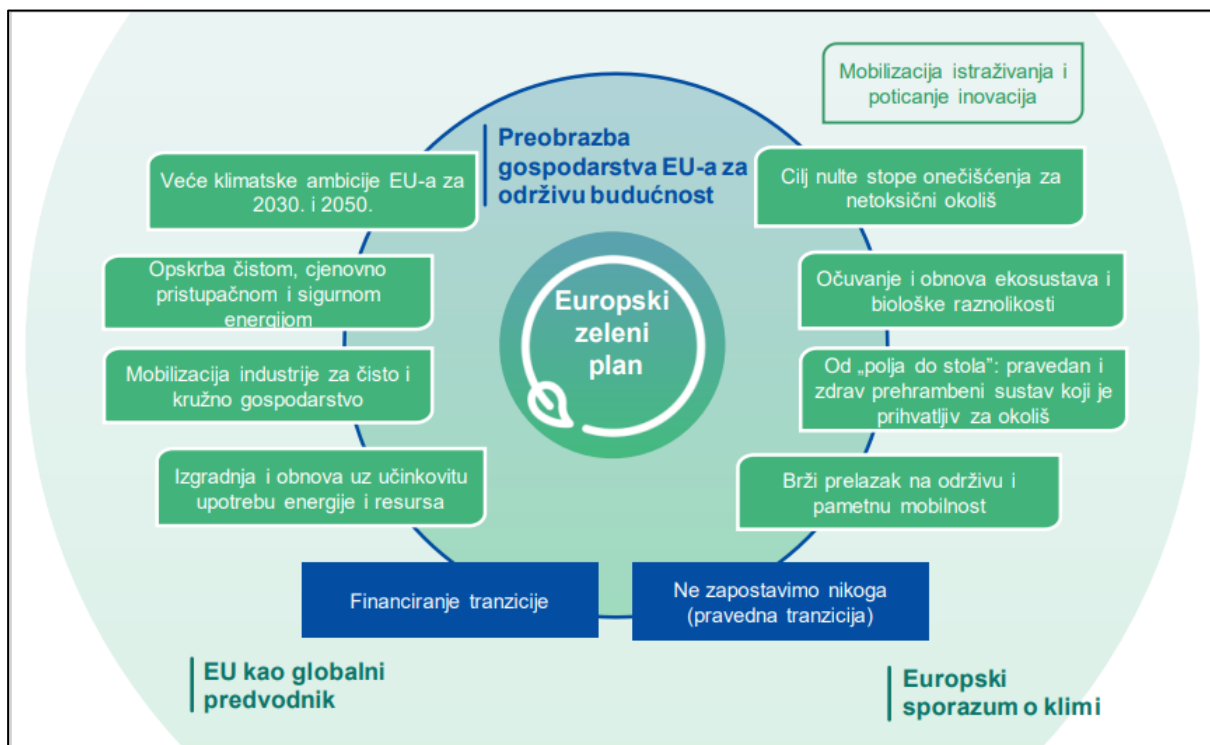 Mobilizacija istraživanja i
poticanje inovacija
Preobrazba
gospodarstva EU-a za
održivu budućnost
Veće klimatske ambicije EU-a za
2030. i 2050.
Opskrba čistom, cjenovno
pristupačnom i sigurnom
energijom
Mobilizacija industrije za čisto i
kružno gospodarstvo
Izgradnja i obnova uz učinkovitu
upotrebu energije i resursa
Europski
zeleni
plan
Cilj nulte stope onečišćenja za
netoksični okoliš
Očuvanje i obnova ekosustava i
biološke raznolikosti
Od „polja do stola”: pravedan i
zdrav prehrambeni sustav koji je
prihvatljiv za okoliš
Brži prelazak na održivu i
pametnu mobilnost
Financiranje tranzicije
Ne zapostavimo nikoga
(pravedna tranzicija)
EU kao globalni
predvodnik
Europski
sporazum o klimi